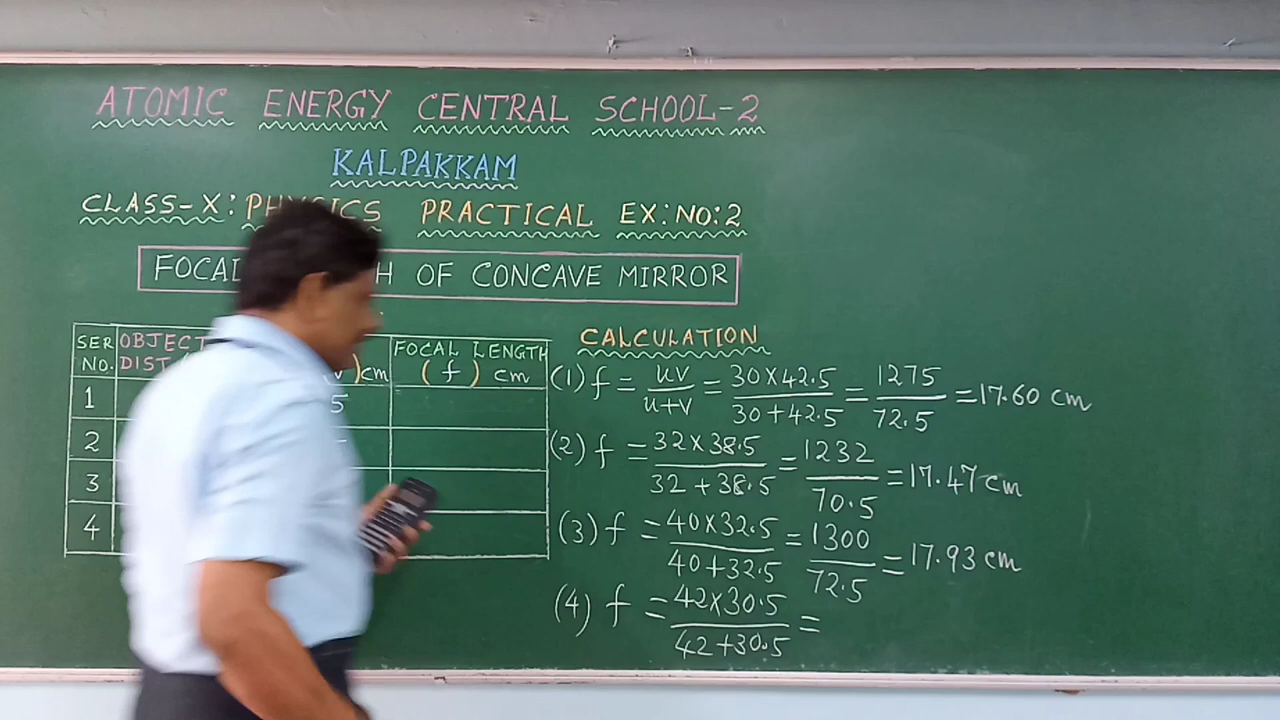 ATOMIC ENERGY CENTRAL SCHOOL-2
KALPAKKAM
CLASS-X: PHYSICS PRACTICAL EX:NO:2
OF CONCAVE MIRROR
SER NO. OBJECT DIST cm FOCAL LENGTH (f) cm
1 5
2
3
4
CALCULATION
(1) f = uv/u+v = 30×42.5/30+42.5 = 1275/72.5 = 17.60 cm
(2) f = 32×38.5/32+38.5 = 1232/70.5 = 17.47 cm
(3) f = 40×32.5/40+32.5 = 1300/72.5 = 17.93 cm
(4) f = 42×30.5/42+30.5 =